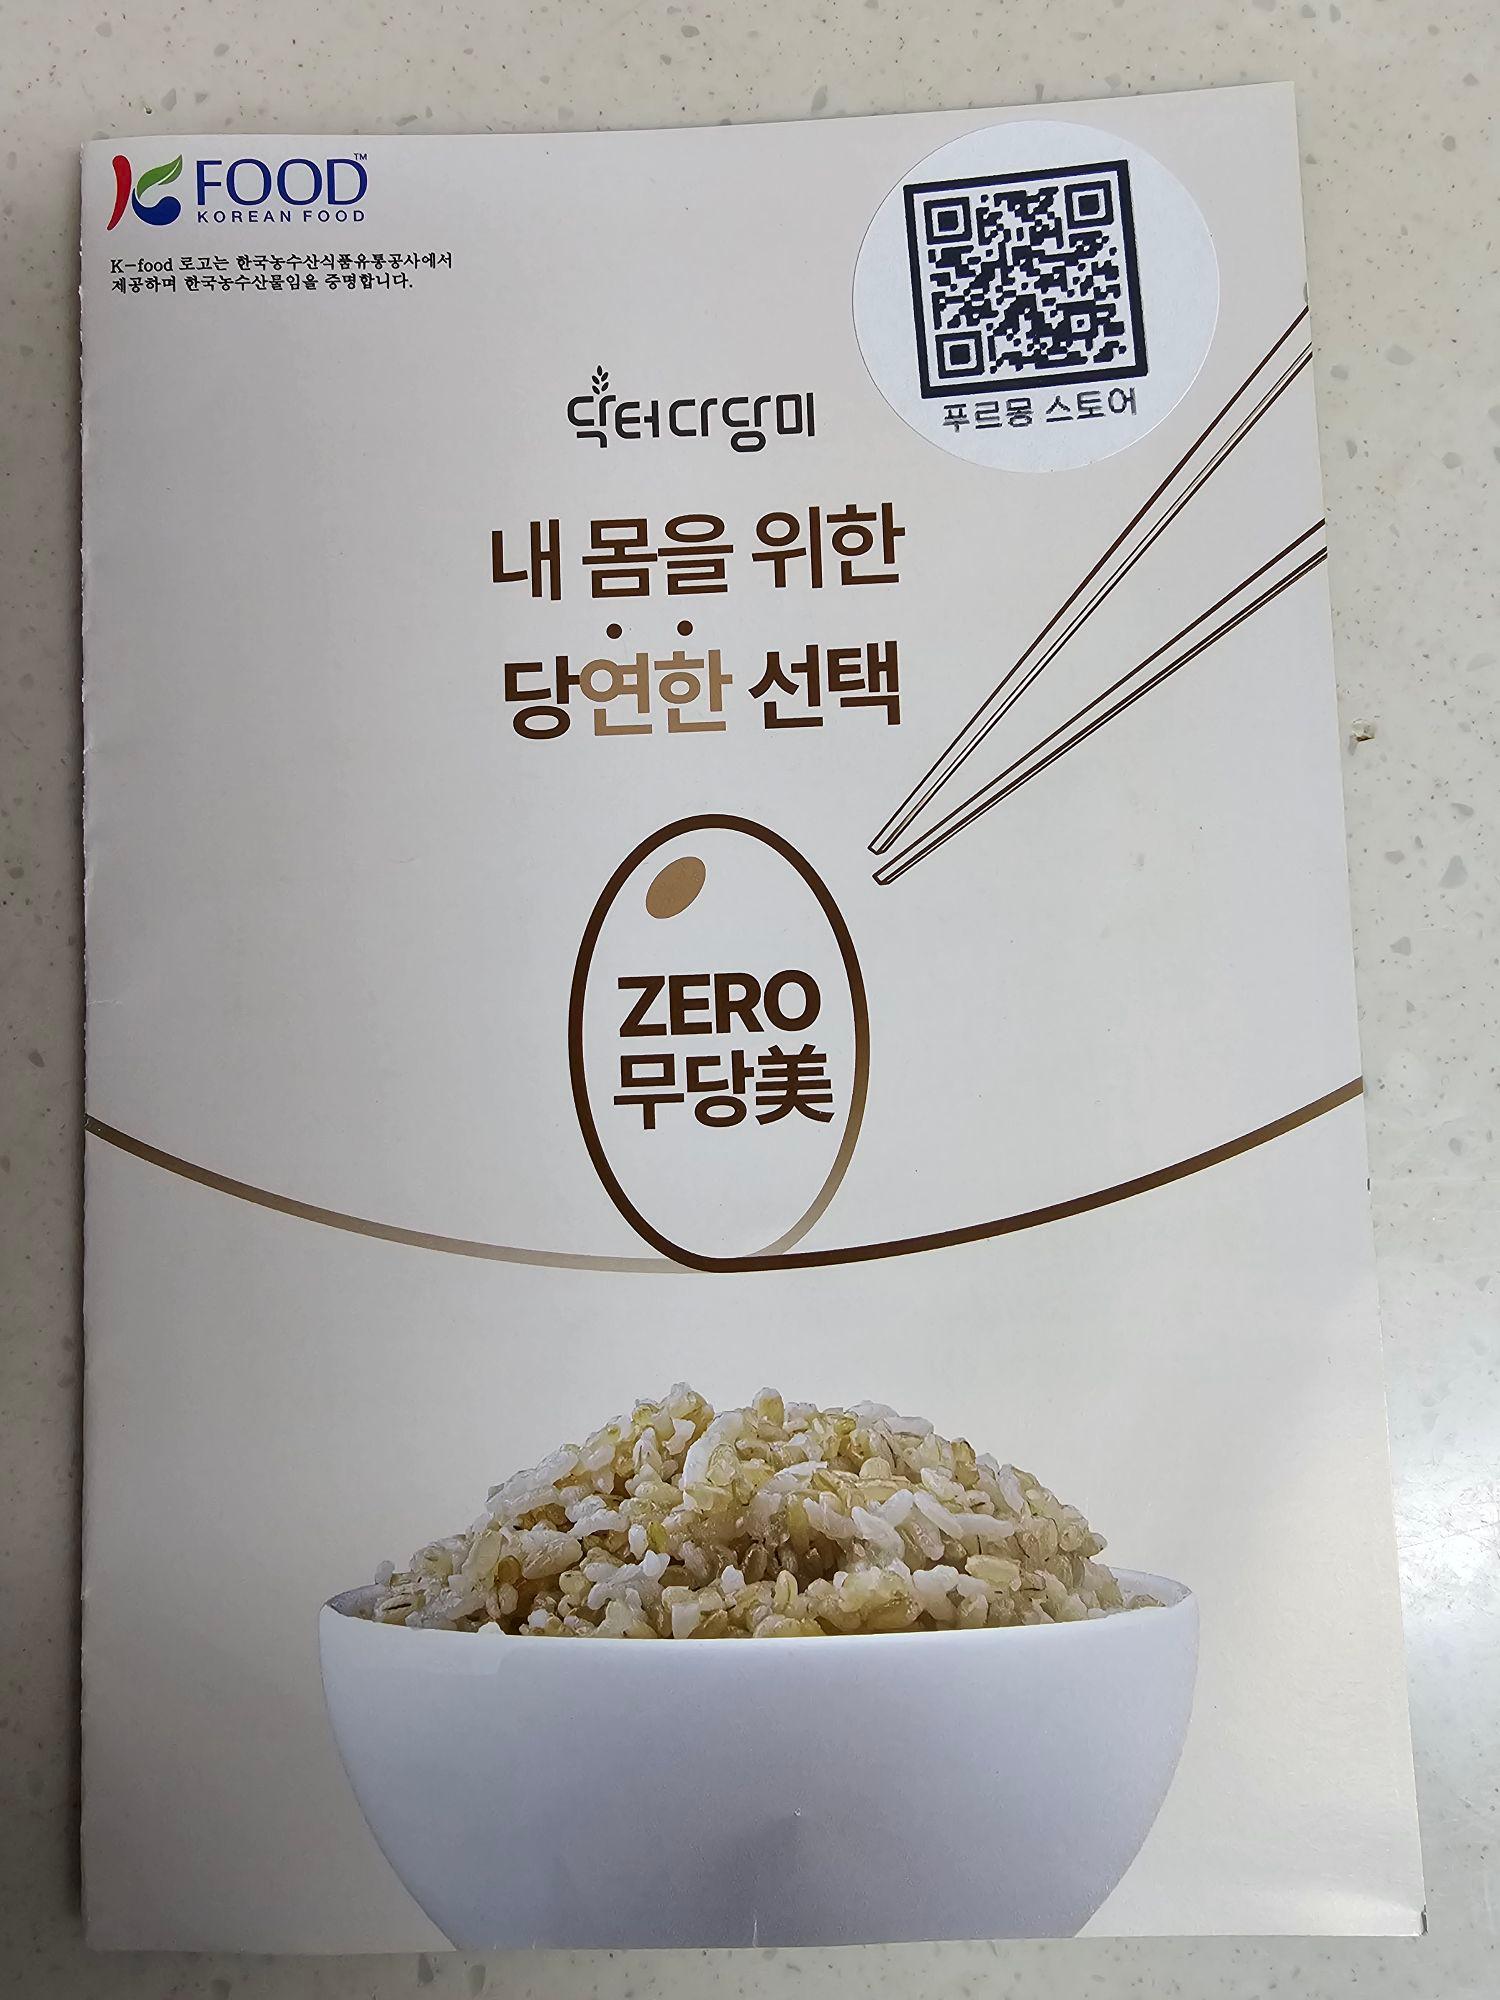 K FOOD™
KOREAN FOOD
K-food 로고는 한국농수산식품유통공사에서
제공하며 한국농수산물임을 증명합니다.
푸르몽 스토어
닥터다당미
내 몸을 위한
당연한 선택
ZERO
무당美